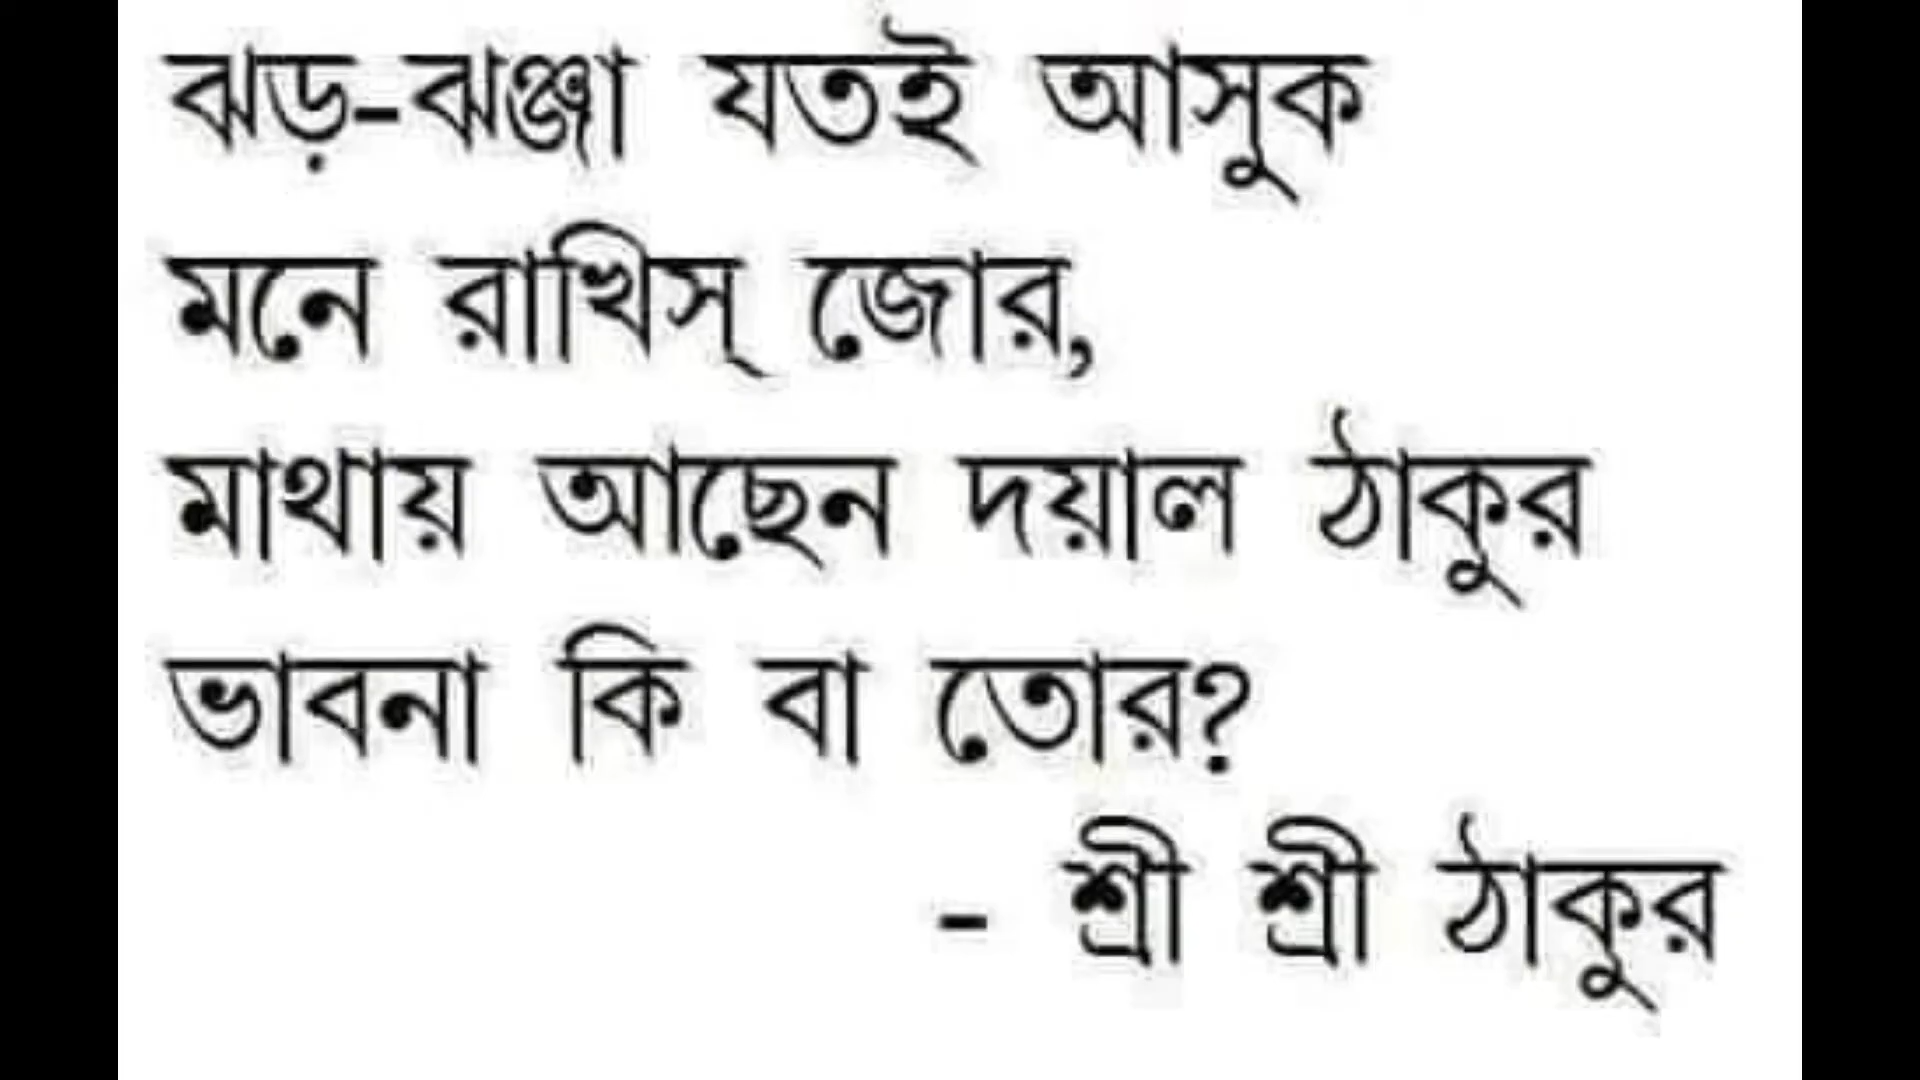 ঝড়-ঝঞ্জা যতই আসুক
মনে রাখিস্ জোর,
মাথায় আছেন দয়াল ঠাকুর
ভাবনা কি বা তোর?
- শ্রী শ্রী ঠাকুর